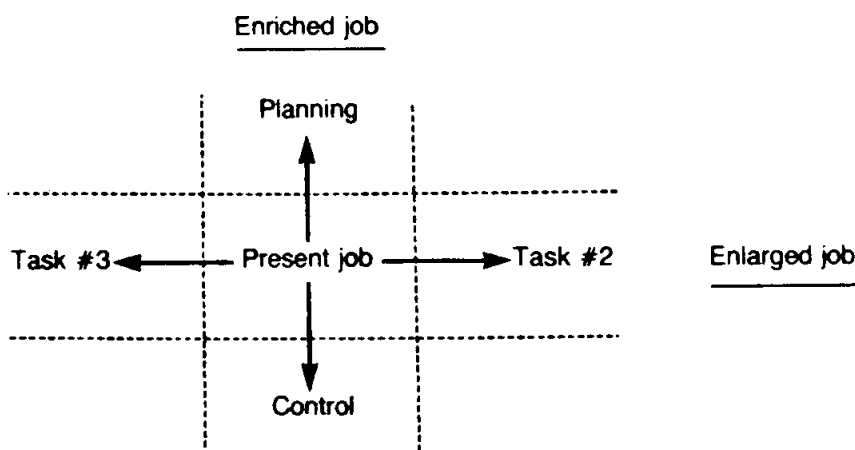 Enriched job
Planning
Task #3 Present job Task #2 Enlarged job
Control